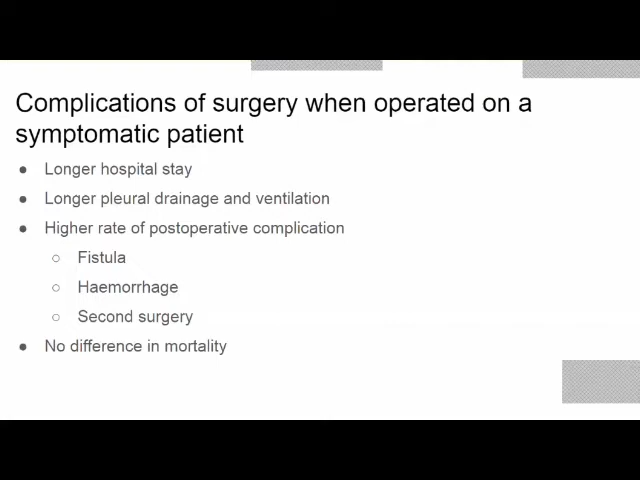 Complications of surgery when operated on a
symptomatic patient
● Longer hospital stay
● Longer pleural drainage and ventilation
● Higher rate of postoperative complication
○ Fistula
○ Haemorrhage
○ Second surgery
● No difference in mortality